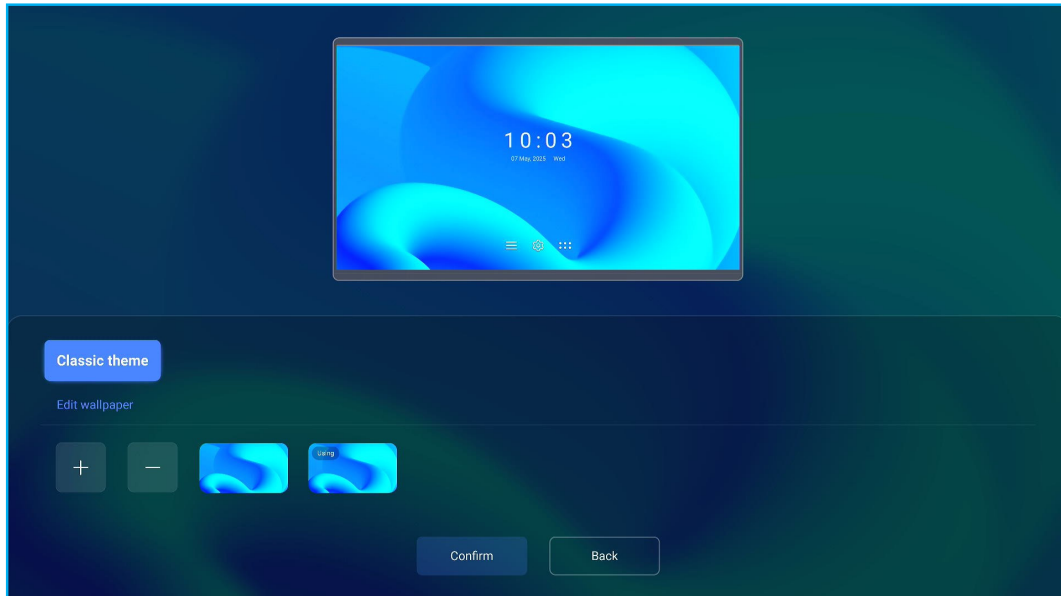 10:03
07 May, 2025 Wed
Classic theme
Edit wallpaper
Using
Confirm
Back